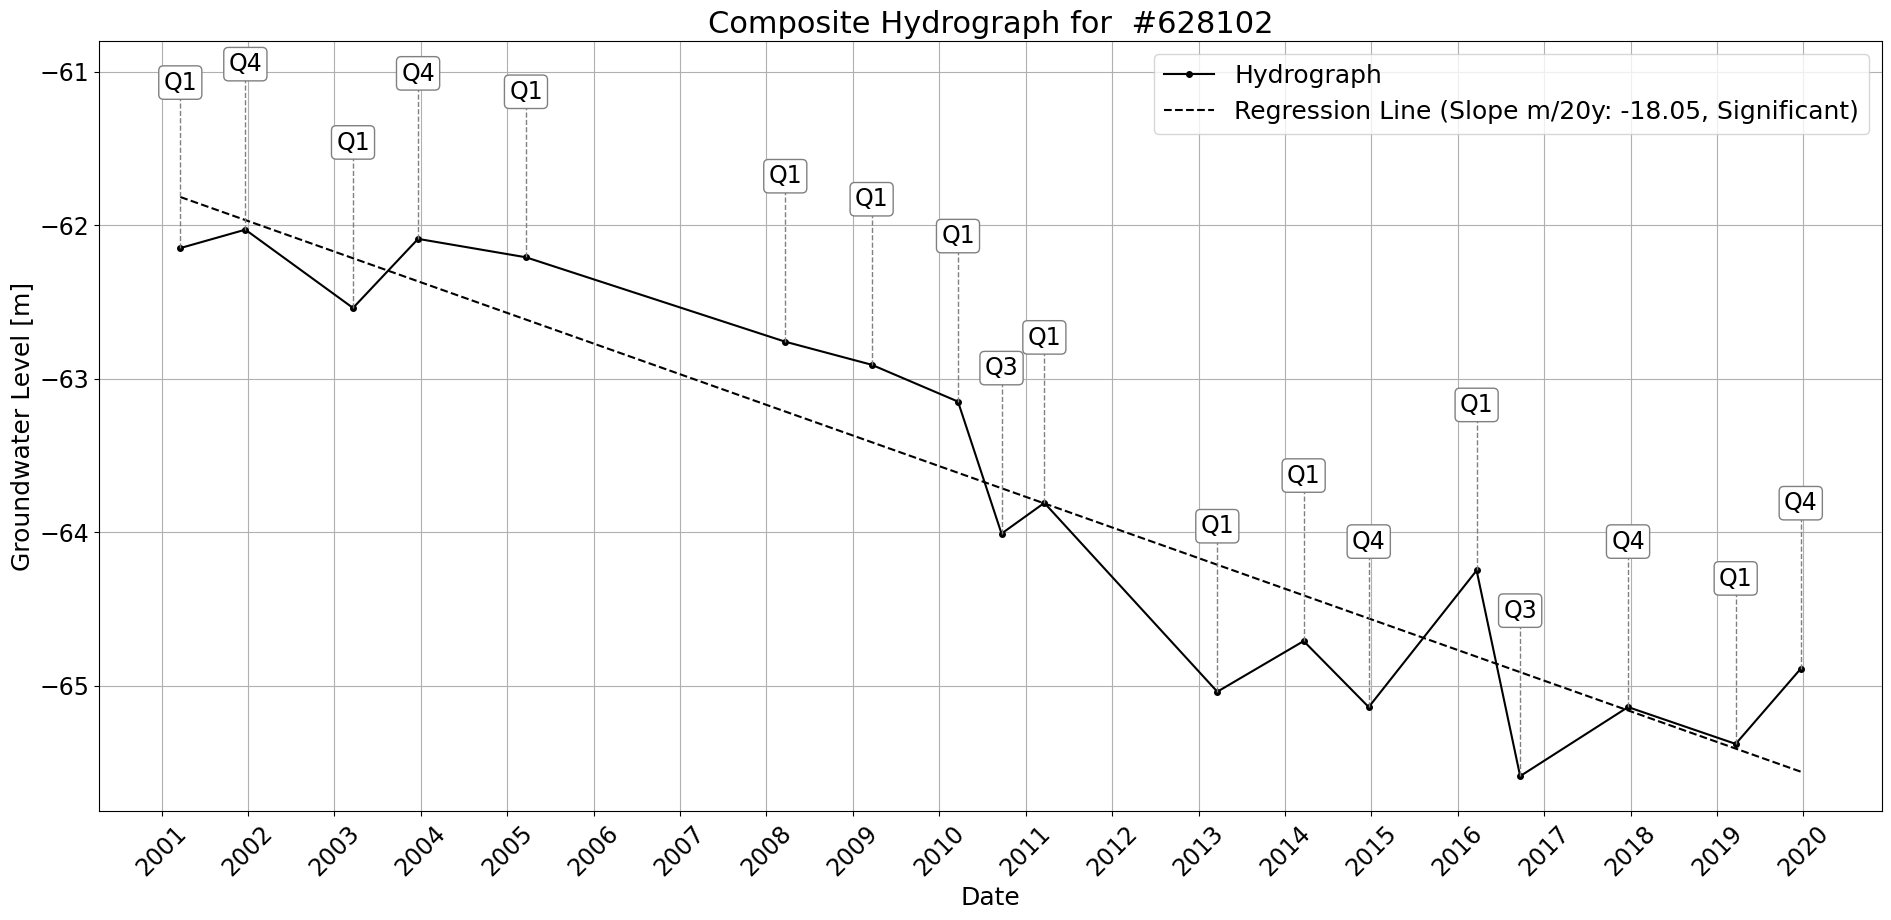 Composite Hydrograph for  #628102
Hydrograph
Regression Line (Slope m/20y: -18.05, Significant)
Groundwater Level [m]
−61
−62
−63
−64
−65
Q1
Q4
Q1
Q4
Q1
Q1
Q1
Q1
Q3
Q1
Q1
Q1
Q4
Q1
Q3
Q4
Q1
Q4
2001
2002
2003
2004
2005
2006
2007
2008
2009
2010
2011
2012
2013
2014
2015
2016
2017
2018
2019
2020
Date